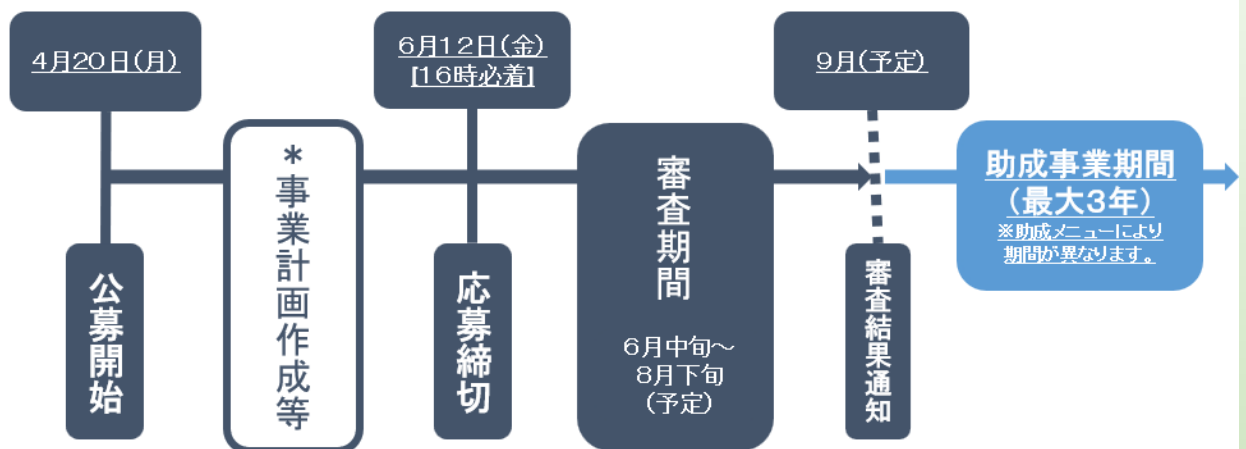 4月20日(月)
公募開始
*事業計画作成等
6月12日(金)
[16時必着]
応募締切
審査期間
6月中旬～
8月下旬
(予定)
9月(予定)
審査結果通知
助成事業期間
(最大3年)
※助成メニューにより
期間が異なります。